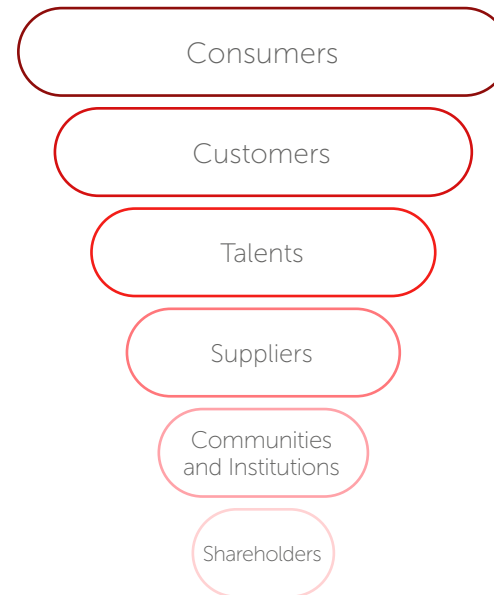 Consumers
Customers
Talents
Suppliers
Communities
and Institutions
Shareholders